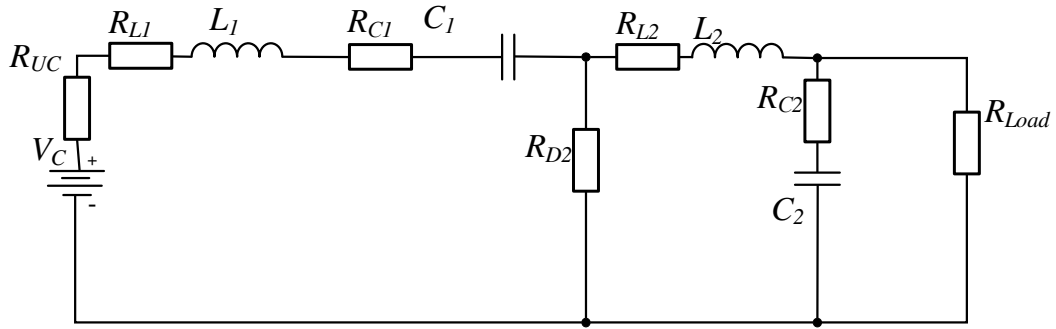 R_UC
R_L1
L_1
R_C1
C_1
R_L2
L_2
R_C2
R_Load
R_D2
V_C
+
-
C_2